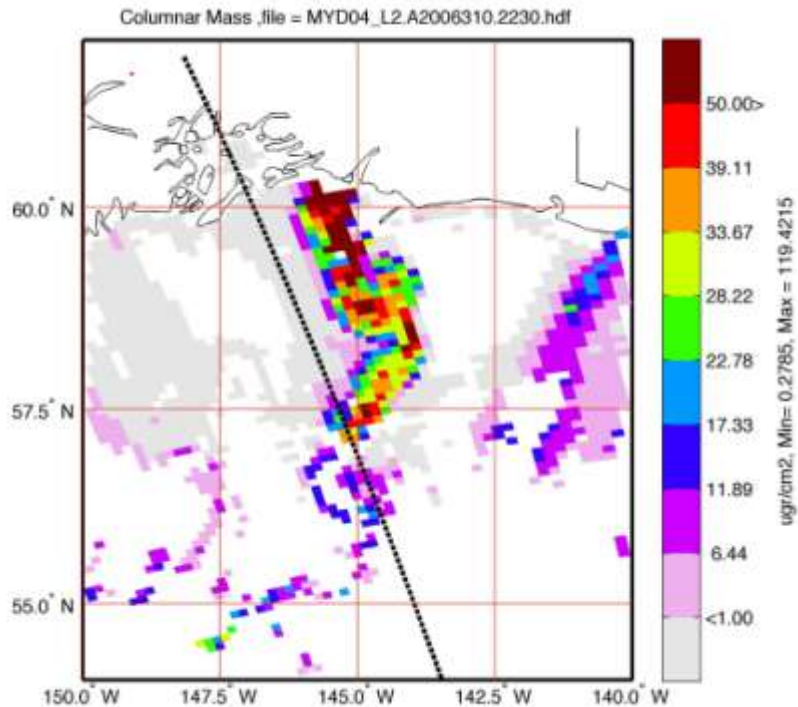 Columnar Mass ,file = MYD04_L2.A2006310.2230.hdf
50.00>
39.11
33.67
28.22
22.78
17.33
11.89
6.44
<1.00
ugr/cm2, Min= 0.2785, Max = 119.4215
60.0° N
57.5° N
55.0° N
150.0° W 147.5° W 145.0° W 142.5° W 140.0° W